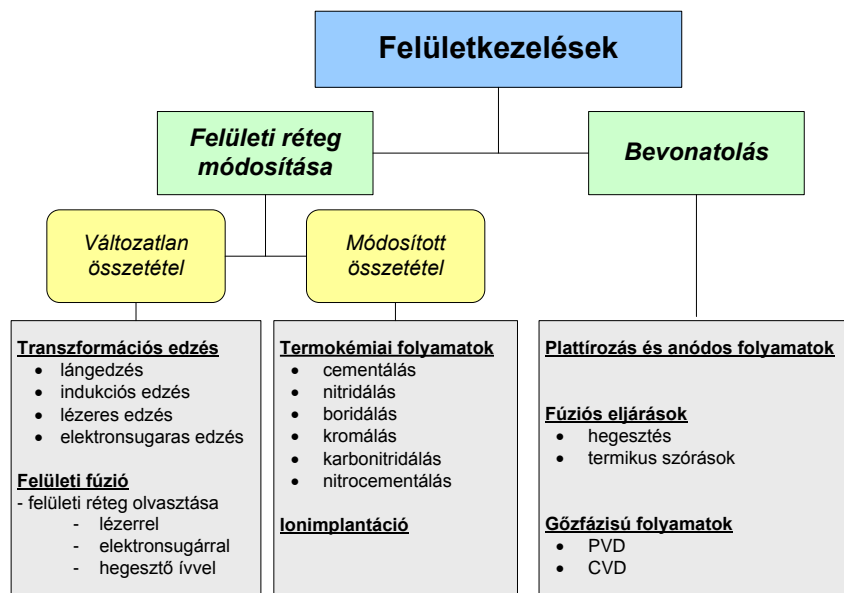 Felületkezelések
Felületi réteg
módosítása
Bevonatolás
Változatlan
összetétel
Módosított
összetétel
Transzformációs edzés
• lángedzés
• indukciós edzés
• lézeres edzés
• elektronsugaras edzés
Felületi fúzió
- felületi réteg olvasztása
- lézerrel
- elektronsugárral
- hegesztő ívvel
Termokémiai folyamatok
• cementálás
• nitridálás
• boridálás
• kromálás
• karbonitridálás
• nitrocementálás
Ionimplantáció
Plattírozás és anódos folyamatok
Fúziós eljárások
• hegesztés
• termikus szórások
Gőzfázisú folyamatok
• PVD
• CVD